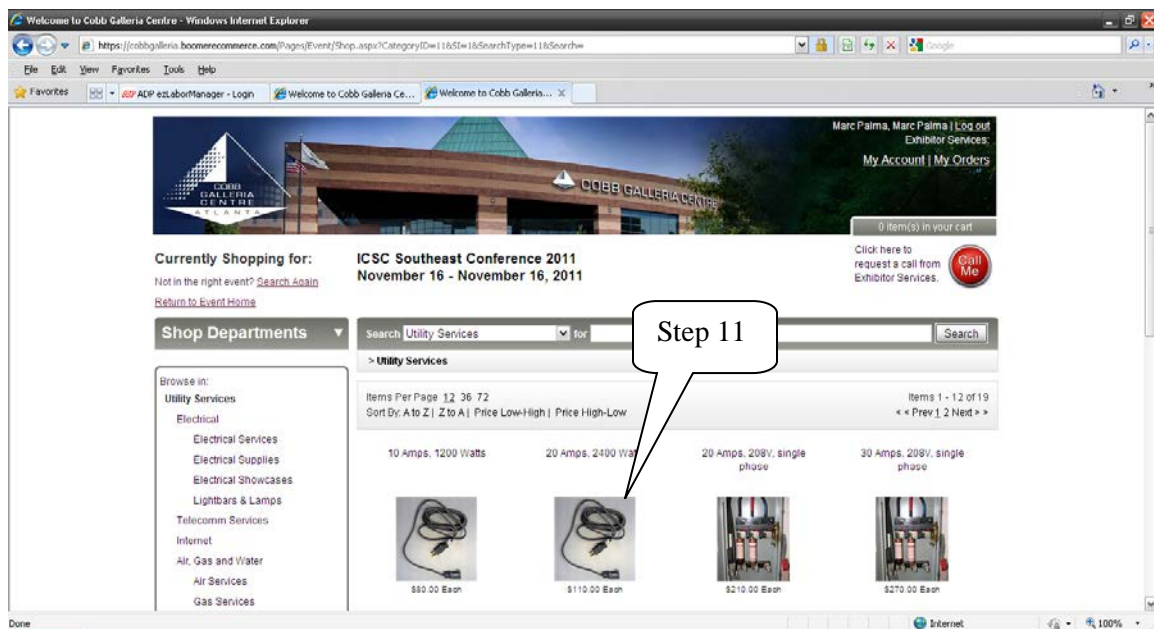 Welcome to Cobb Galleria Centre - Windows Internet Explorer
https://cobbgalleria.boomerecommerce.com/Pages/Event/Shop.aspx?CategoryID=11&SI=1&SearchType=11&Search=
Google
File Edit View Favorites Tools Help
Favorites
ADP ezLaborManager - Login
Welcome to Cobb Galleria Ce...
Welcome to Cobb Galleria... X
Marc Palma, Marc Palma | Log out
Exhibitor Services:
My Account | My Orders
COBB GALLERIA CENTRE
COBB
GALLERIA
CENTRE
ATLANTA
0 item(s) in your cart
Currently Shopping for:
Not in the right event? Search Again
Return to Event Home
ICSC Southeast Conference 2011
November 16 - November 16, 2011
Click here to
request a call from
Exhibitor Services.
Call
Me
Shop Departments
Search Utility Services for
Search
Step 11
> Utility Services
Browse in:
Utility Services
Electrical
Electrical Services
Electrical Supplies
Electrical Showcases
Lightbars & Lamps
Telecomm Services
Internet
Air, Gas and Water
Air Services
Gas Services
Items Per Page 12 36 72
Sort By: A to Z | Z to A | Price Low-High | Price High-Low
Items 1 - 12 of 19
« « Prev 1 2 Next » »
10 Amps, 1200 Watts
20 Amps, 2400 Wat
20 Amps, 208V, single
phase
30 Amps, 208V, single
phase
$80.00 Each
$110.00 Each
$210.00 Each
$270.00 Each
Done
Internet
100%